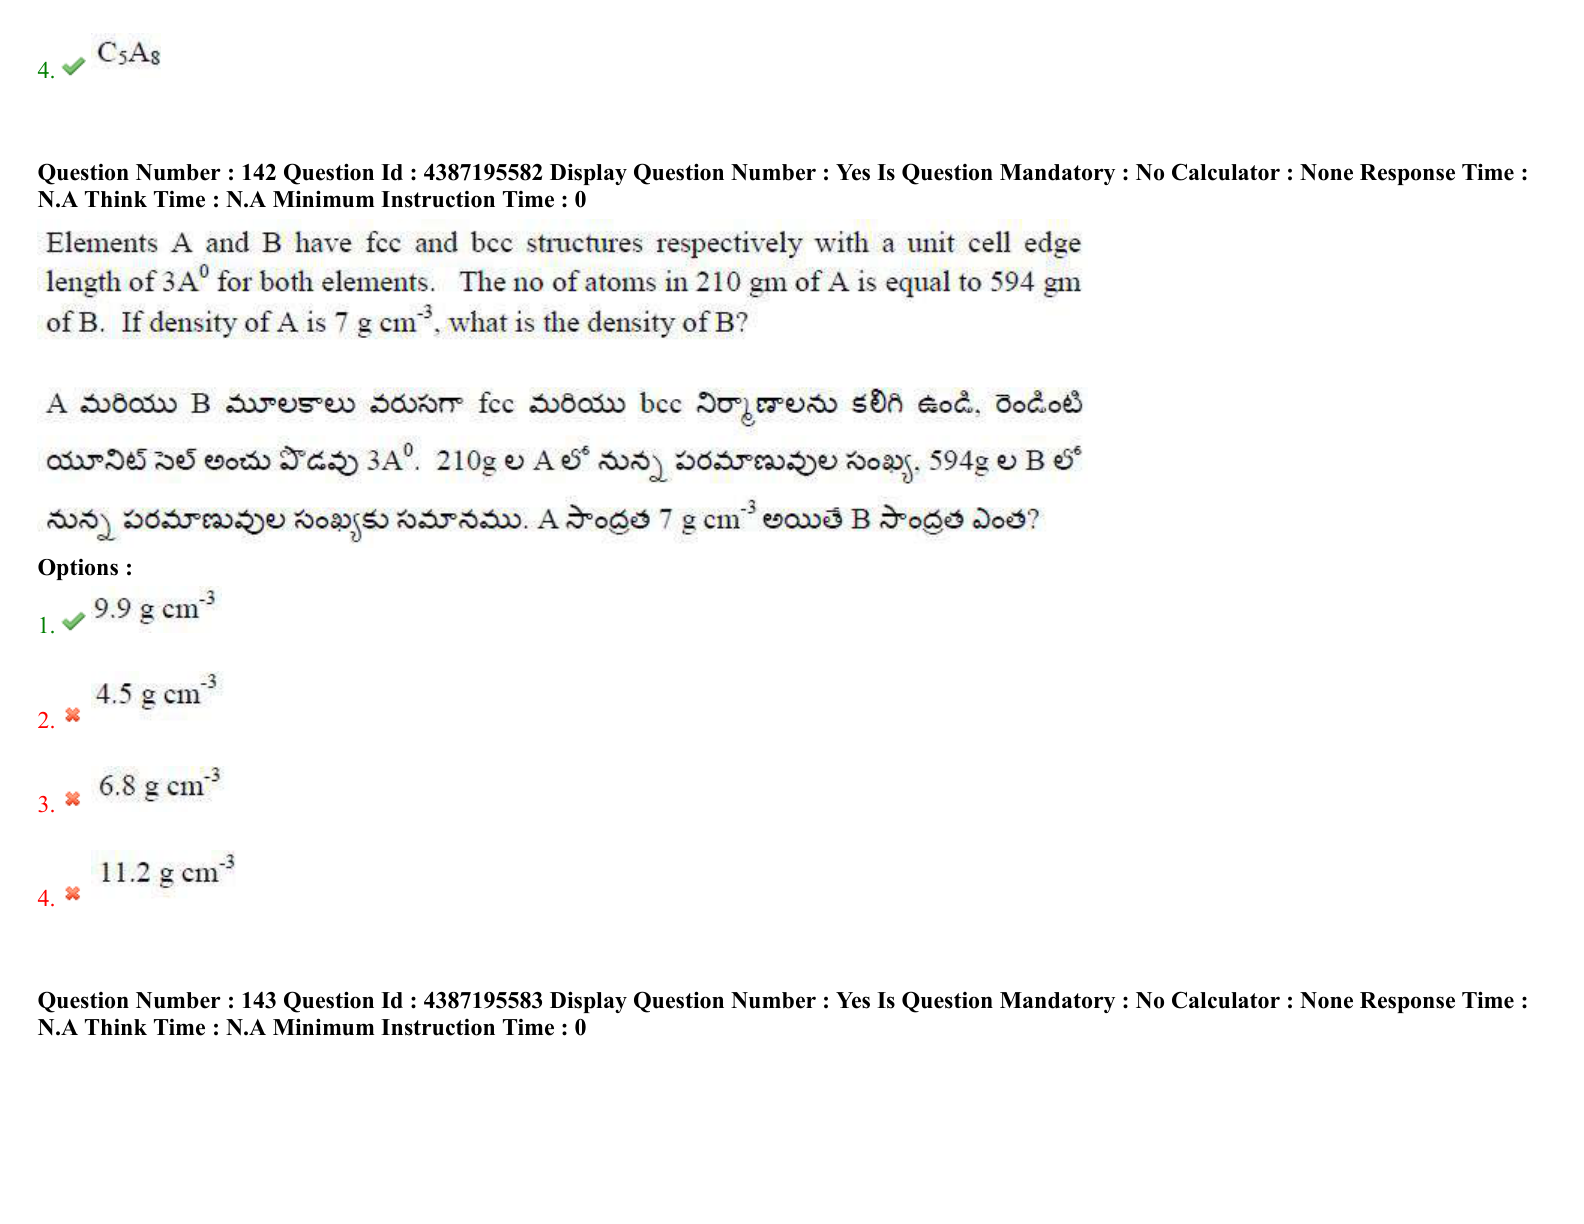 4. C₅A₈
Question Number : 142 Question Id : 4387195582 Display Question Number : Yes Is Question Mandatory : No Calculator : None Response Time :
N.A Think Time : N.A Minimum Instruction Time : 0
Elements A and B have fcc and bcc structures respectively with a unit cell edge
length of 3A⁰ for both elements. The no of atoms in 210 gm of A is equal to 594 gm
of B. If density of A is 7 g cm⁻³, what is the density of B?
A మరియు B మూలకాలు వరుసగా fcc మరియు bcc నిర్మాణాలను కలిగి ఉండి, రెండింటి
యూనిట్ సెల్ అంచు పొడవు 3A⁰. 210g ల A లో నున్న పరమాణువుల సంఖ్య, 594g ల B లో
నున్న పరమాణువుల సంఖ్యకు సమానము. A సాంద్రత 7 g cm⁻³ అయితే B సాంద్రత ఎంత?
Options :
1. 9.9 g cm⁻³
2. 4.5 g cm⁻³
3. 6.8 g cm⁻³
4. 11.2 g cm⁻³
Question Number : 143 Question Id : 4387195583 Display Question Number : Yes Is Question Mandatory : No Calculator : None Response Time :
N.A Think Time : N.A Minimum Instruction Time : 0